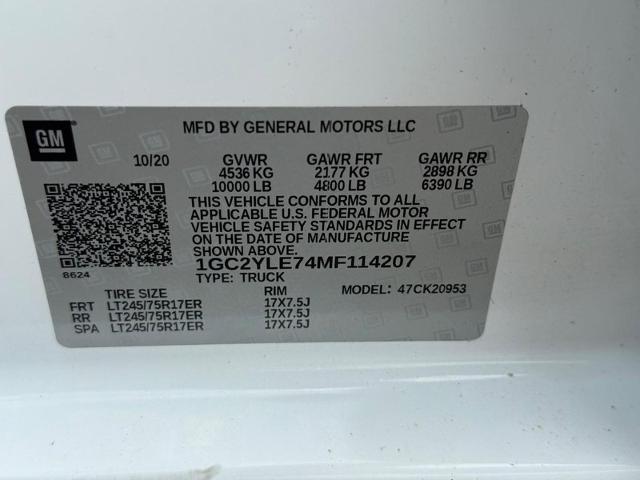 GM
MFD BY GENERAL MOTORS LLC
10/20 GVWR GAWR FRT GAWR RR
4536 KG 2177 KG 2898 KG
10000 LB 4800 LB 6390 LB
THIS VEHICLE CONFORMS TO ALL
APPLICABLE U.S. FEDERAL MOTOR
VEHICLE SAFETY STANDARDS IN EFFECT
ON THE DATE OF MANUFACTURE
SHOWN ABOVE.
8624
1GC2YLE74MF114207
TYPE: TRUCK MODEL: 47CK20953
TIRE SIZE RIM
FRT LT245/75R17ER 17X7.5J
RR LT245/75R17ER 17X7.5J
SPA LT245/75R17ER 17X7.5J